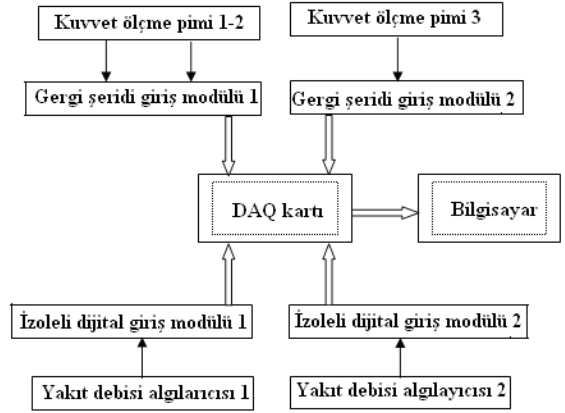 Kuvvet ölçme pimi 1-2
Kuvvet ölçme pimi 3
Gergi şeridi giriş modülü 1
Gergi şeridi giriş modülü 2
DAQ kartı
Bilgisayar
İzoleli dijital giriş modülü 1
İzoleli dijital giriş modülü 2
Yakıt debisi algılarıcısı 1
Yakıt debisi algılayıcısı 2